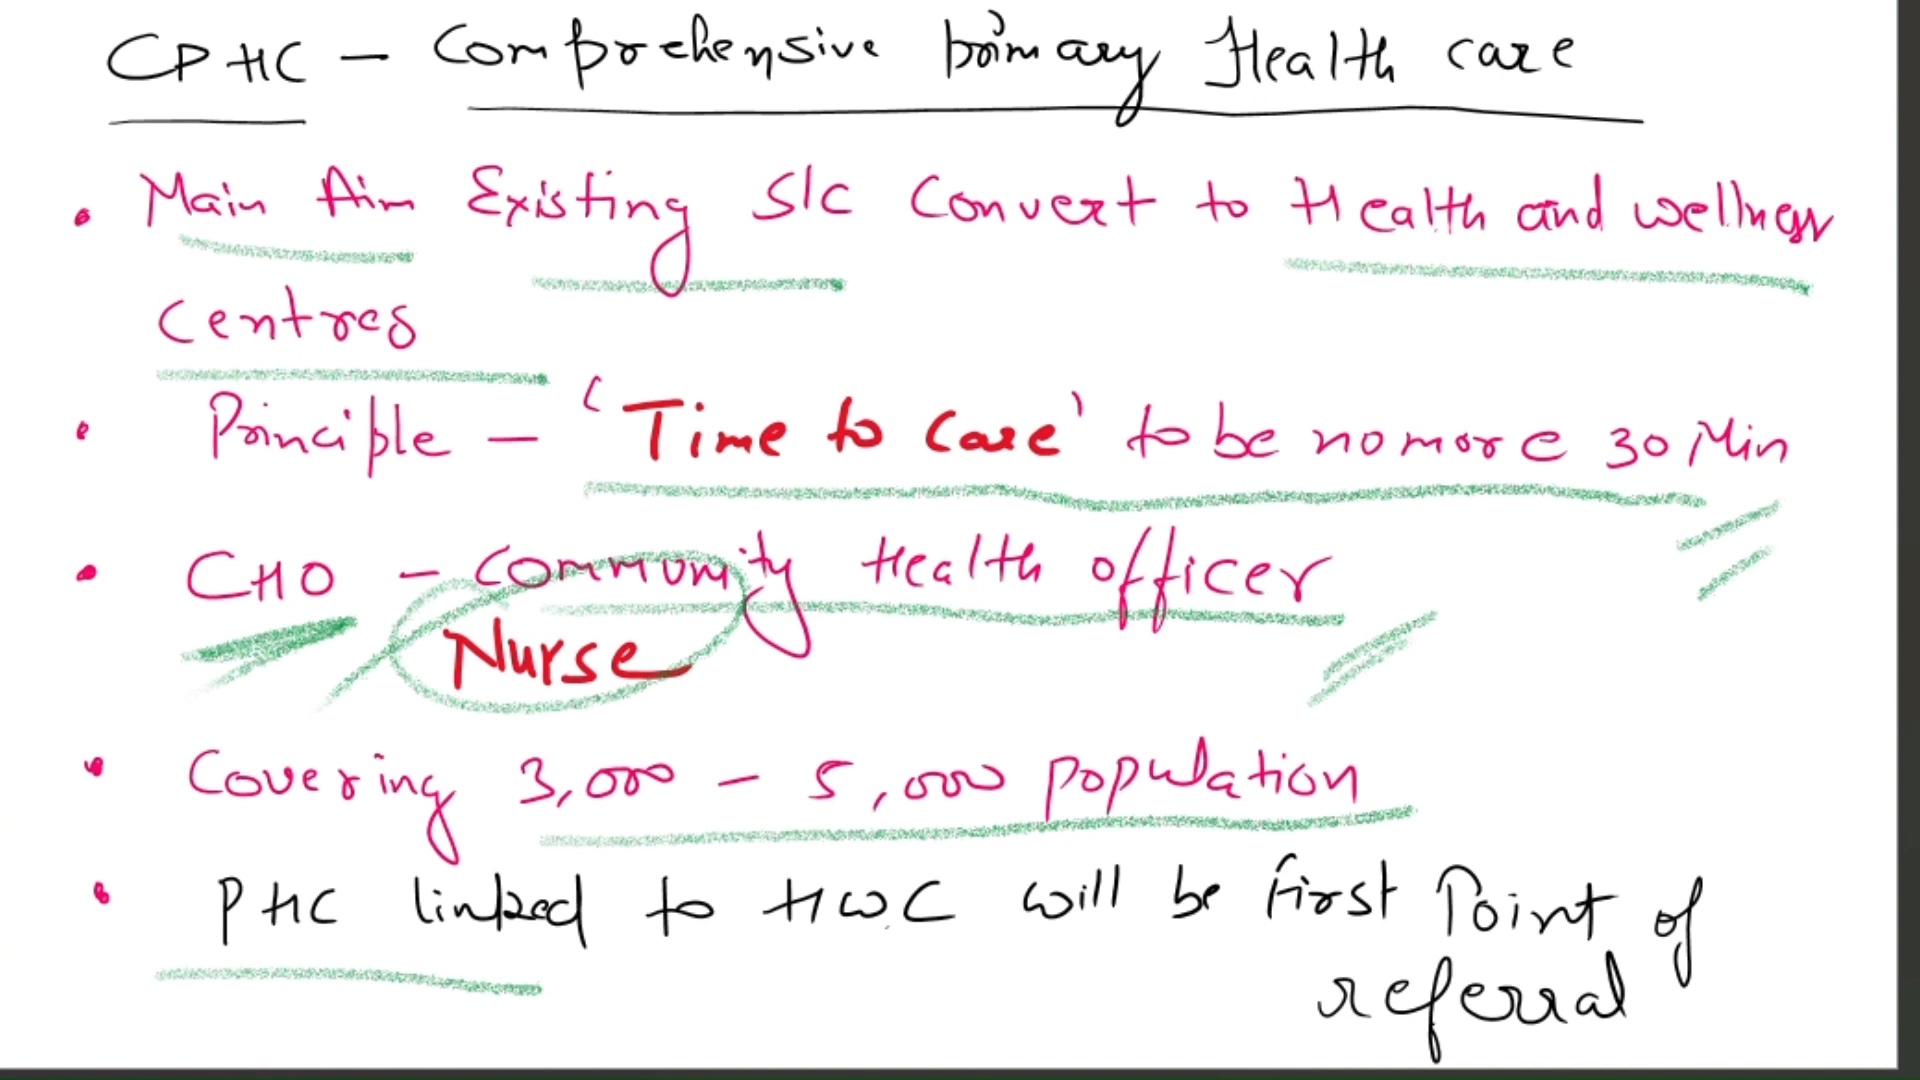 CPHC - Comprehensive primary Health care
• Main Aim Existing S/C Convert to Health and wellness
Centres
• Principle - 'Time to Care' to be no more 30 Min
• CHO - Community Health officer
Nurse
• Covering 3,000 - 5,000 population
• PHC linked to HWC will be first Point of
referral